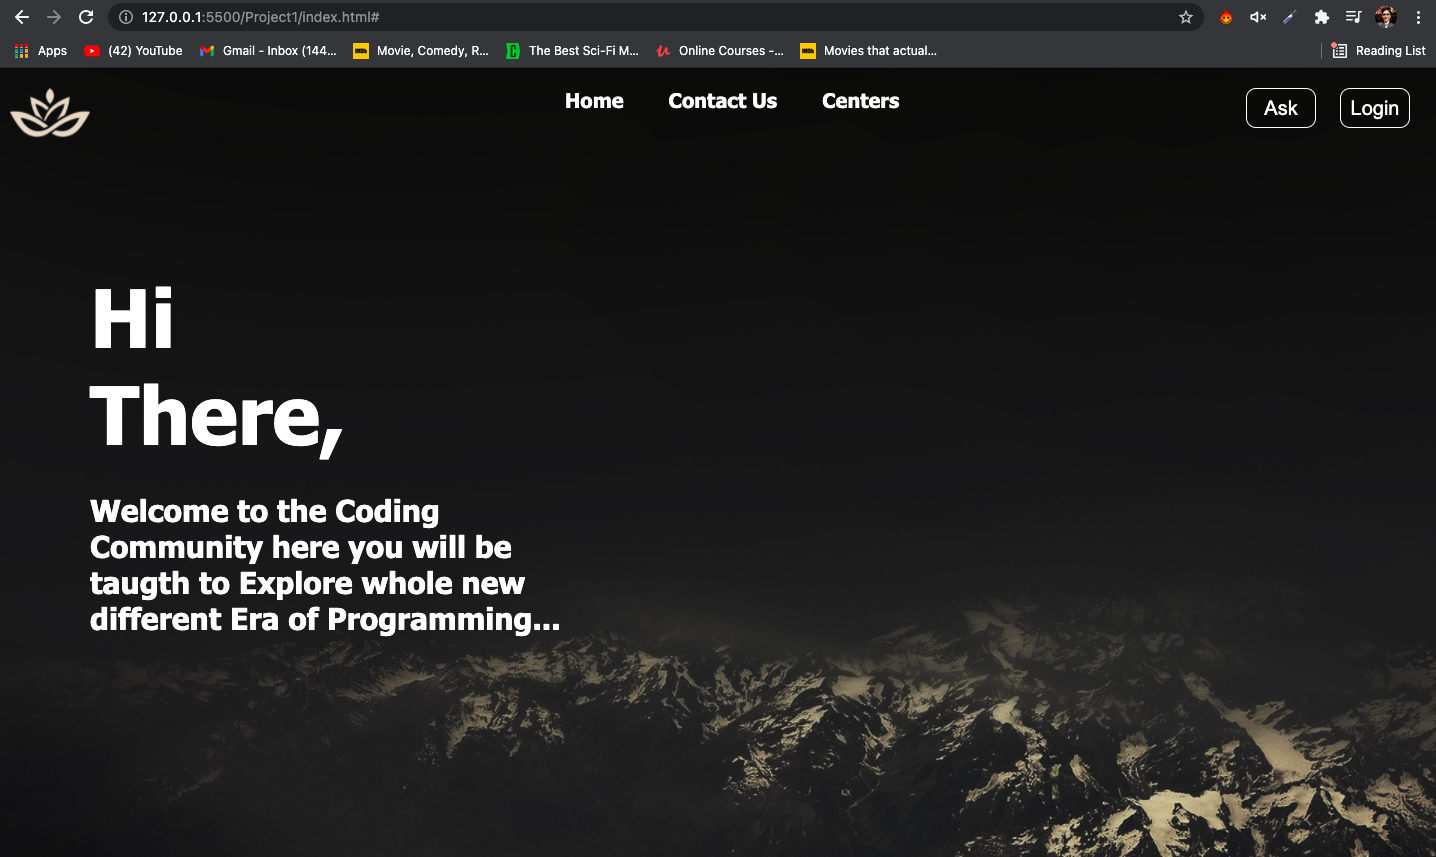 127.0.0.1:5500/Project1/index.html#
Apps (42) YouTube Gmail - Inbox (144... IMDb Movie, Comedy, R... C The Best Sci-Fi M... Online Courses -... IMDb Movies that actual... Reading List
Home Contact Us Centers Ask Login
Hi
There,
Welcome to the Coding
Community here you will be
taugth to Explore whole new
different Era of Programming...